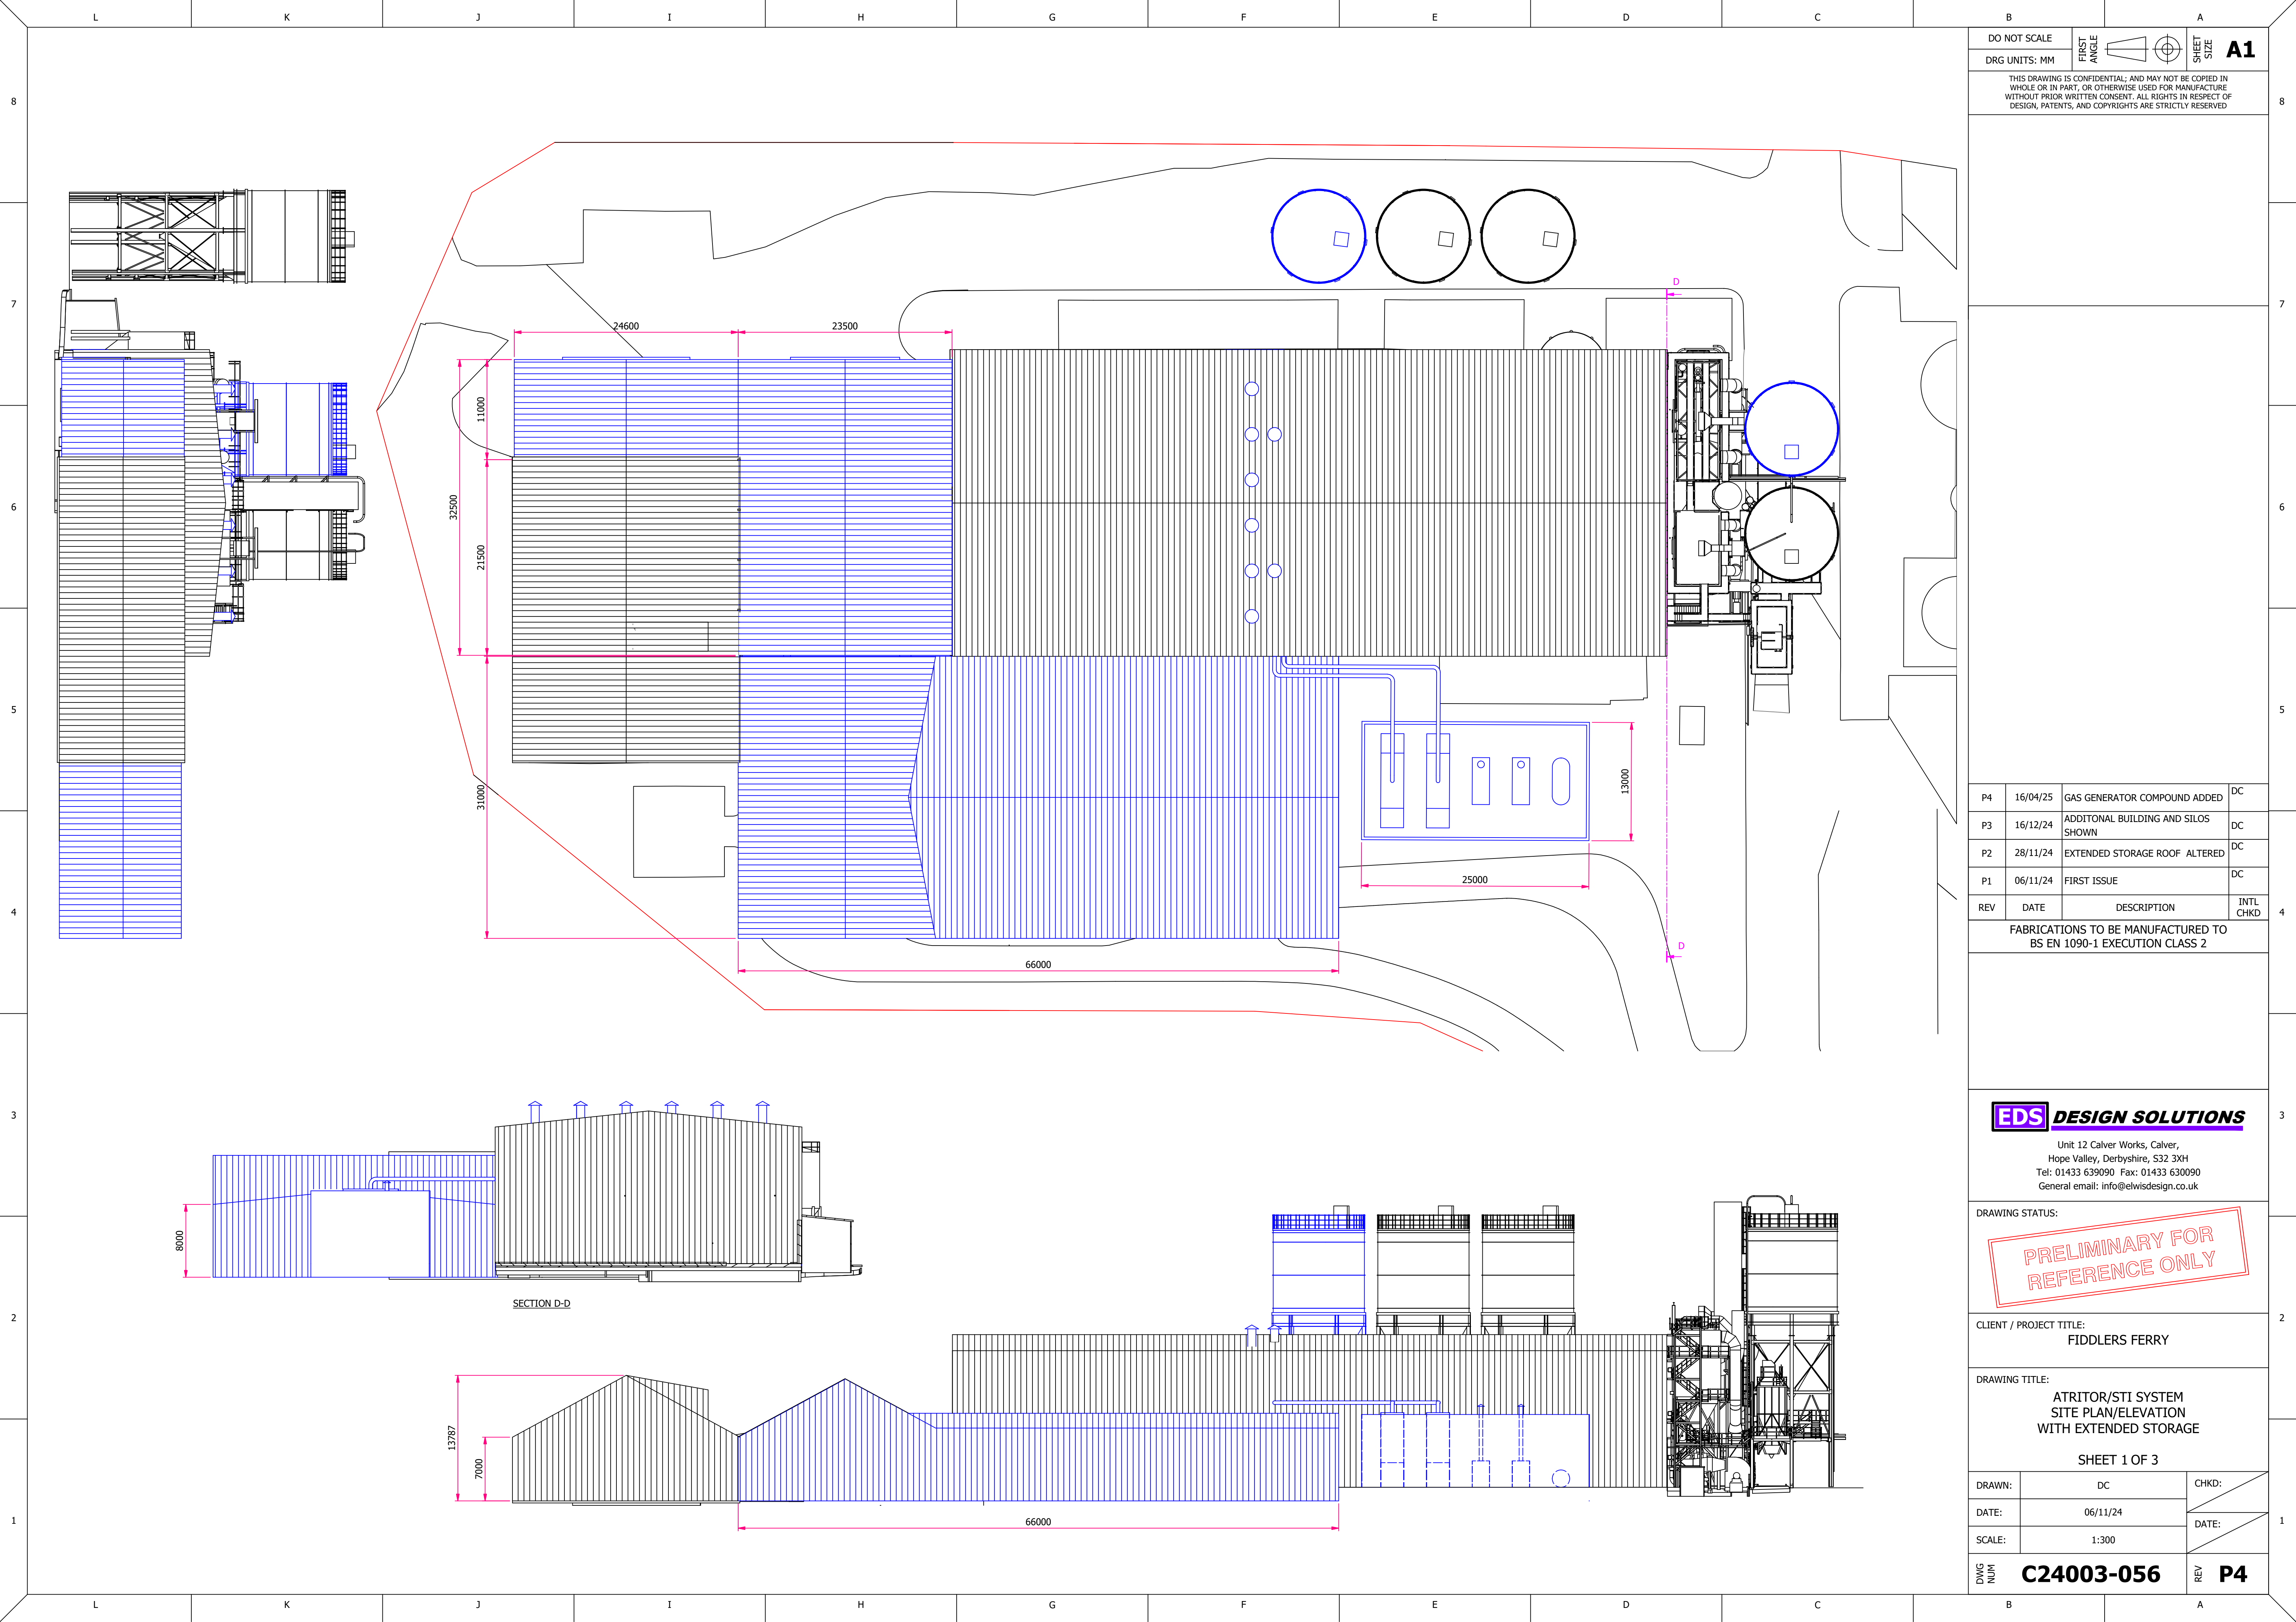 L K J I H G F E D C B A
8
7
6
5
4
3
2
1
8
7
6
5
4
3
2
1
DO NOT SCALE
DRG UNITS: MM
FIRST
ANGLE
SHEET
SIZE
A1
THIS DRAWING IS CONFIDENTIAL; AND MAY NOT BE COPIED IN
WHOLE OR IN PART, OR OTHERWISE USED FOR MANUFACTURE
WITHOUT PRIOR WRITTEN CONSENT. ALL RIGHTS IN RESPECT OF
DESIGN, PATENTS, AND COPYRIGHTS ARE STRICTLY RESERVED
D
24600
23500
11000
32500
21500
31000
13000
25000
D
66000
8000
SECTION D-D
13787
7000
66000
P4 16/04/25 GAS GENERATOR COMPOUND ADDED DC
P3 16/12/24 ADDITONAL BUILDING AND SILOS
SHOWN DC
P2 28/11/24 EXTENDED STORAGE ROOF ALTERED DC
P1 06/11/24 FIRST ISSUE DC
REV DATE DESCRIPTION INTL
CHKD
FABRICATIONS TO BE MANUFACTURED TO
BS EN 1090-1 EXECUTION CLASS 2
EDS DESIGN SOLUTIONS
Unit 12 Calver Works, Calver,
Hope Valley, Derbyshire, S32 3XH
Tel: 01433 639090 Fax: 01433 630090
General email: info@elwisdesign.co.uk
DRAWING STATUS:
PRELIMINARY FOR
REFERENCE ONLY
CLIENT / PROJECT TITLE:
FIDDLERS FERRY
DRAWING TITLE:
ATRITOR/STI SYSTEM
SITE PLAN/ELEVATION
WITH EXTENDED STORAGE
SHEET 1 OF 3
DRAWN: DC
CHKD:
DATE: 06/11/24
DATE:
SCALE: 1:300
DWG
NUM
C24003-056
REV
P4
L K J I H G F E D C B A